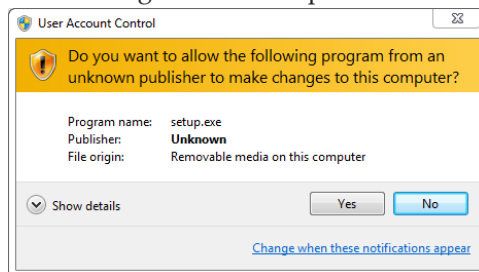 User Account Control
Do you want to allow the following program from an
unknown publisher to make changes to this computer?
Program name: setup.exe
Publisher: Unknown
File origin: Removable media on this computer
Show details
Yes
No
Change when these notifications appear